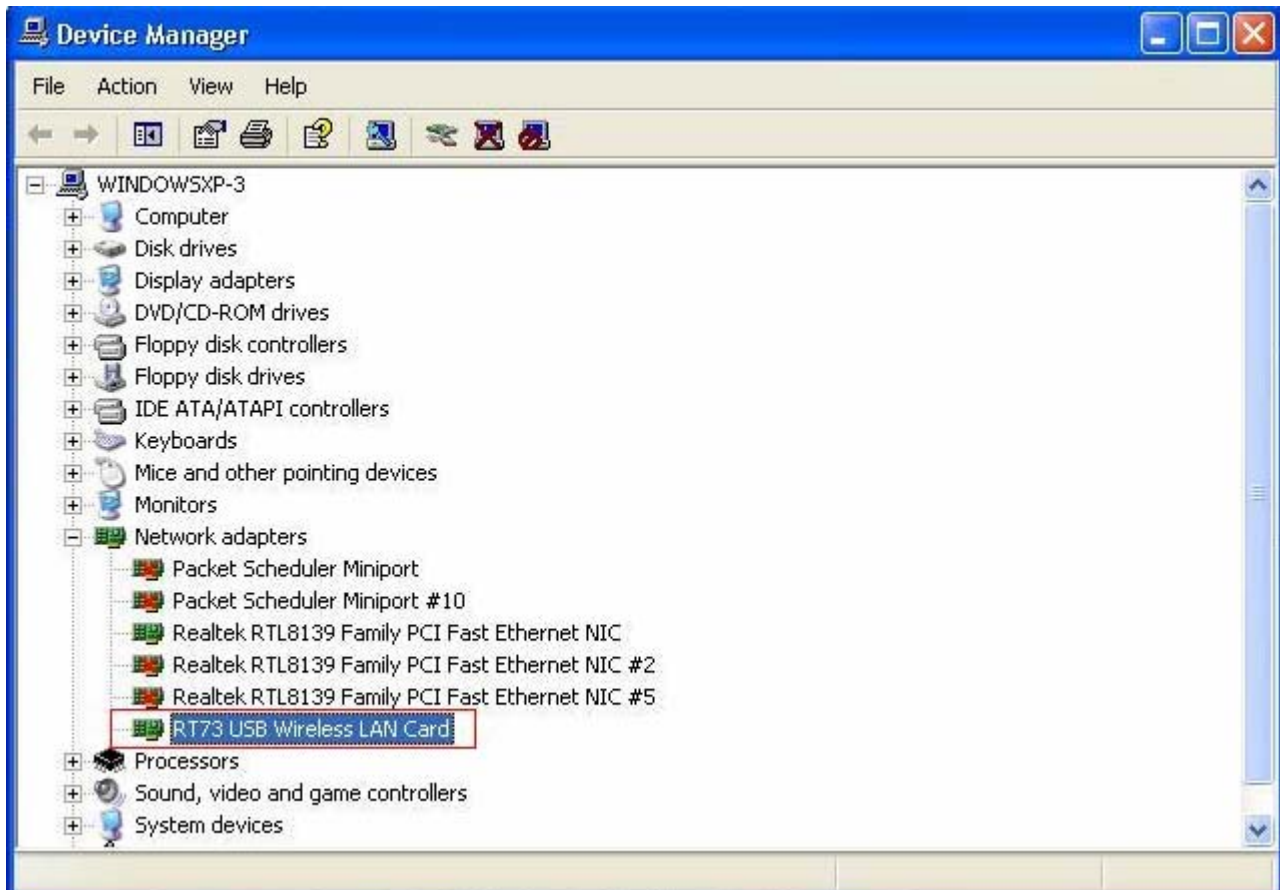 Device Manager
File Action View Help
WINDOWSXP-3
Computer
Disk drives
Display adapters
DVD/CD-ROM drives
Floppy disk controllers
Floppy disk drives
IDE ATA/ATAPI controllers
Keyboards
Mice and other pointing devices
Monitors
Network adapters
Packet Scheduler Miniport
Packet Scheduler Miniport #10
Realtek RTL8139 Family PCI Fast Ethernet NIC
Realtek RTL8139 Family PCI Fast Ethernet NIC #2
Realtek RTL8139 Family PCI Fast Ethernet NIC #5
RT73 USB Wireless LAN Card
Processors
Sound, video and game controllers
System devices